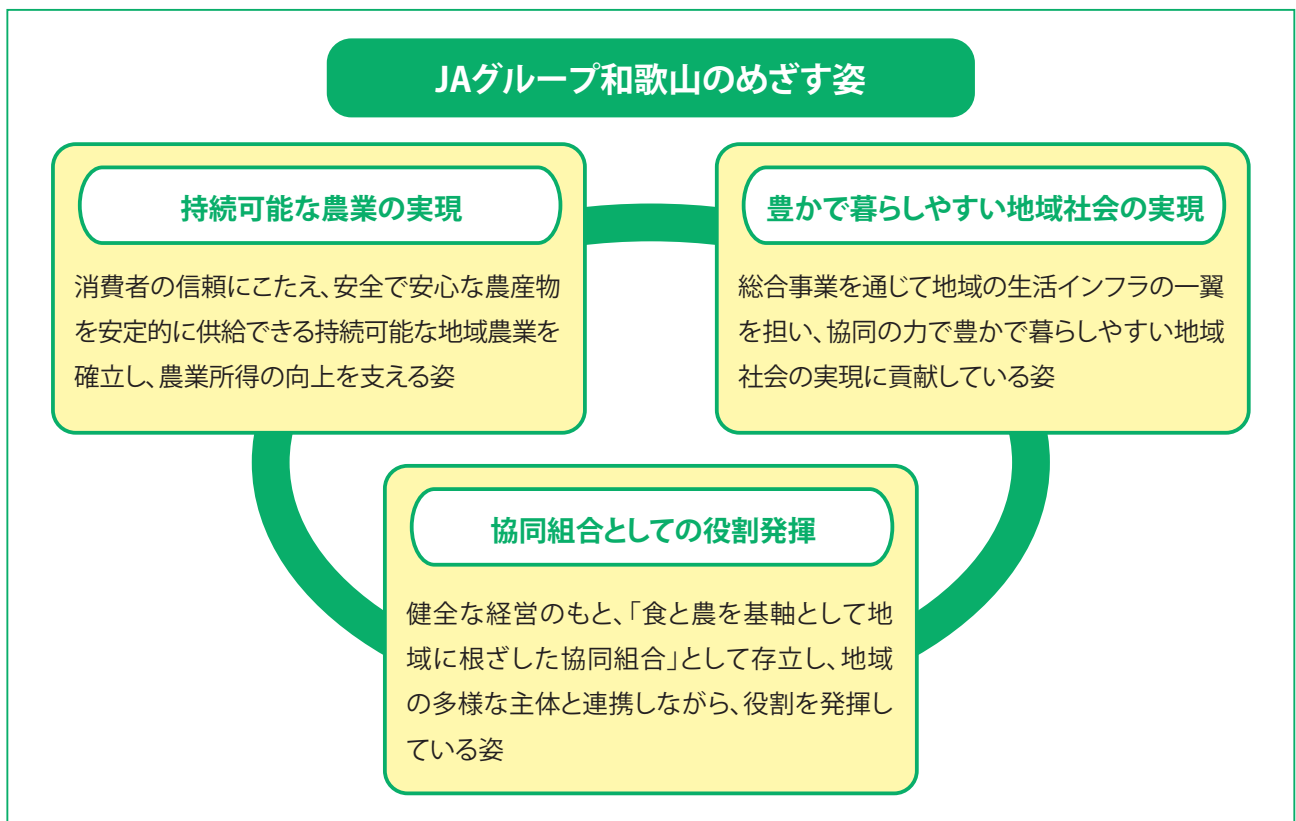 JAグループ和歌山のめざす姿
持続可能な農業の実現
消費者の信頼にこたえ、安全で安心な農産物
を安定的に供給できる持続可能な地域農業を
確立し、農業所得の向上を支える姿
豊かで暮らしやすい地域社会の実現
総合事業を通じて地域の生活インフラの一翼
を担い、協同の力で豊かで暮らしやすい地域
社会の実現に貢献している姿
協同組合としての役割発揮
健全な経営のもと、「食と農を基軸として地
域に根ざした協同組合」として存立し、地域
の多様な主体と連携しながら、役割を発揮し
ている姿